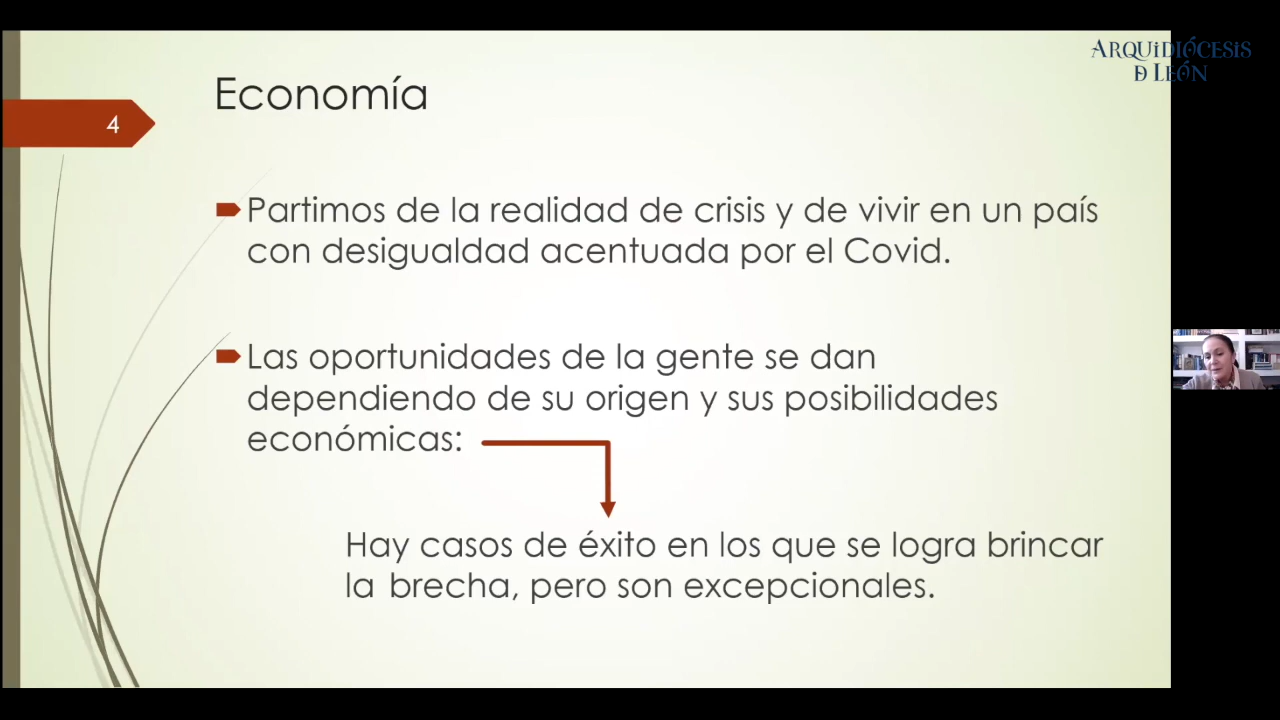 ARQUiDIÓCESiS
D LEÓN
Economía
4
Partimos de la realidad de crisis y de vivir en un país
con desigualdad acentuada por el Covid.
Las oportunidades de la gente se dan
dependiendo de su origen y sus posibilidades
económicas:
Hay casos de éxito en los que se logra brincar
la brecha, pero son excepcionales.